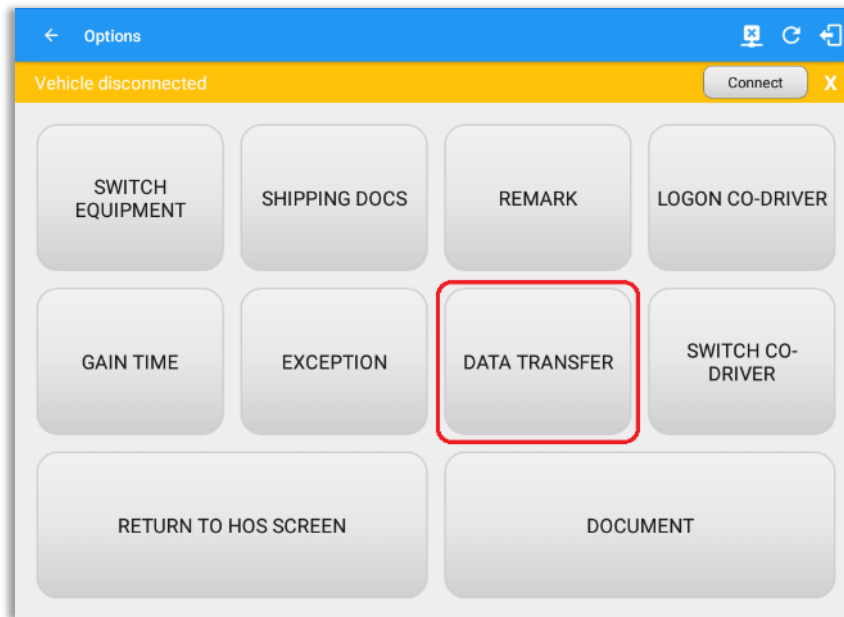 Options
Vehicle disconnected
Connect
X
SWITCH
EQUIPMENT
SHIPPING DOCS
REMARK
LOGON CO-DRIVER
GAIN TIME
EXCEPTION
DATA TRANSFER
SWITCH CO-
DRIVER
RETURN TO HOS SCREEN
DOCUMENT